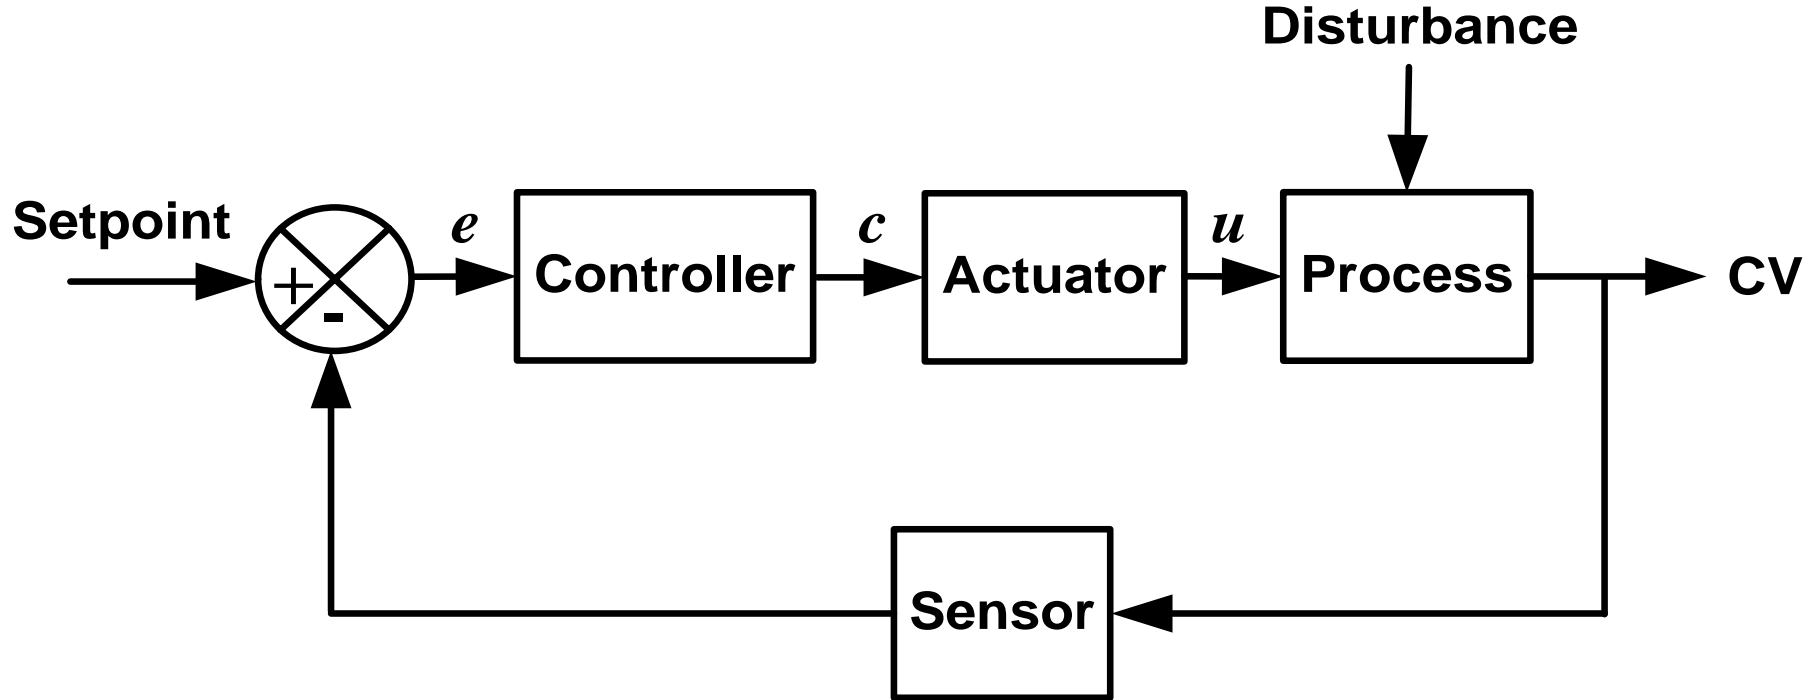 Disturbance
Setpoint
e
Controller
c
Actuator
u
Process
CV
+
-
Sensor